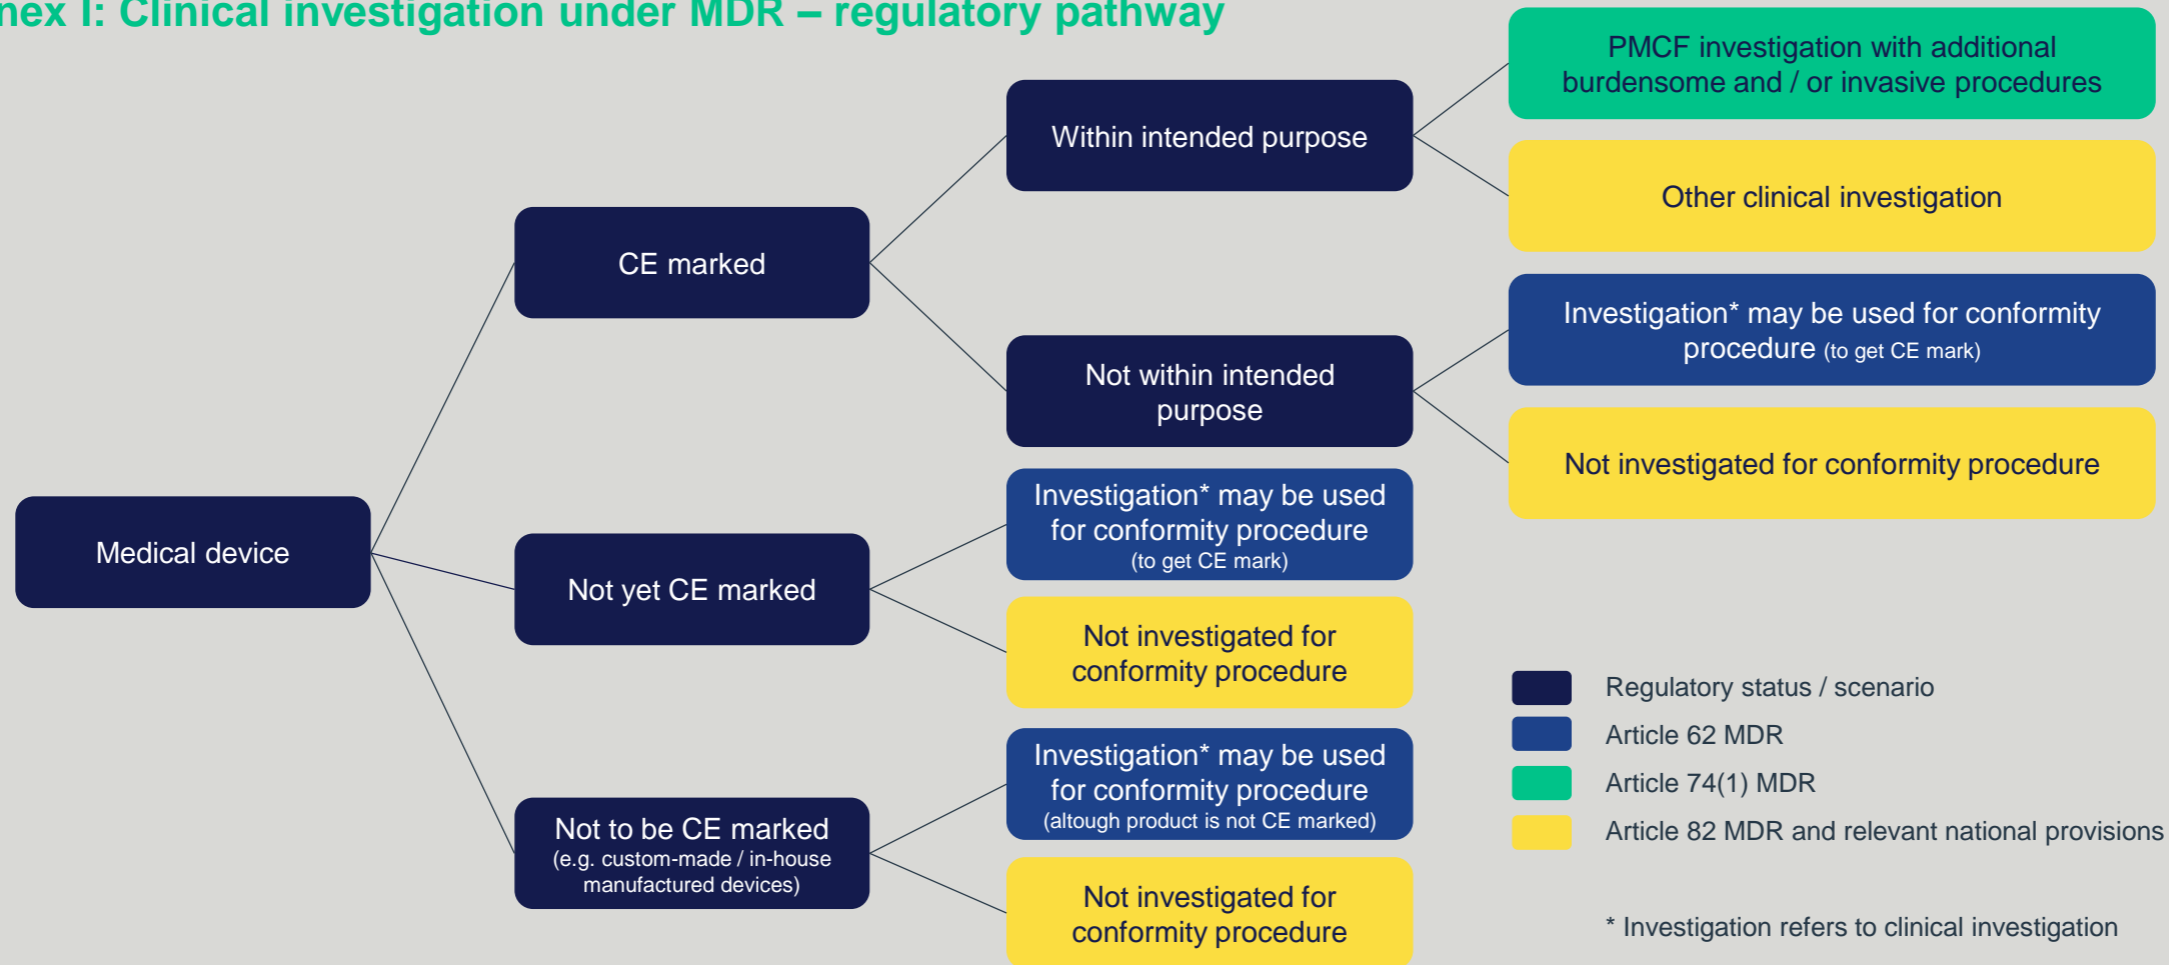 nex I: Clinical investigation under MDR – regulatory pathway
PMCF investigation with additional
burdensome and / or invasive procedures
Within intended purpose
Other clinical investigation
CE marked
Investigation* may be used for conformity
procedure (to get CE mark)
Not within intended
purpose
Not investigated for conformity procedure
Investigation* may be used
for conformity procedure
(to get CE mark)
Medical device
Not yet CE marked
Not investigated for
conformity procedure
Investigation* may be used
for conformity procedure
(altough product is not CE marked)
Not to be CE marked
(e.g. custom-made / in-house
manufactured devices)
Not investigated for
conformity procedure
Regulatory status / scenario
Article 62 MDR
Article 74(1) MDR
Article 82 MDR and relevant national provisions
* Investigation refers to clinical investigation